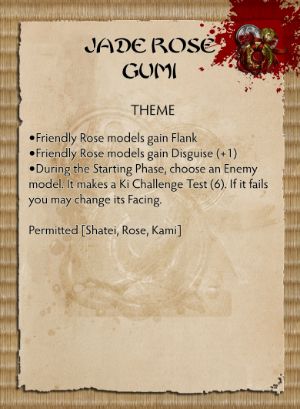 JADE ROSE
GUMI
THEME
•Friendly Rose models gain Flank
•Friendly Rose models gain Disguise (+1)
•During the Starting Phase, choose an Enemy
model. It makes a Ki Challenge Test (6). If it fails
you may change its Facing.
Permitted [Shatei, Rose, Kami]